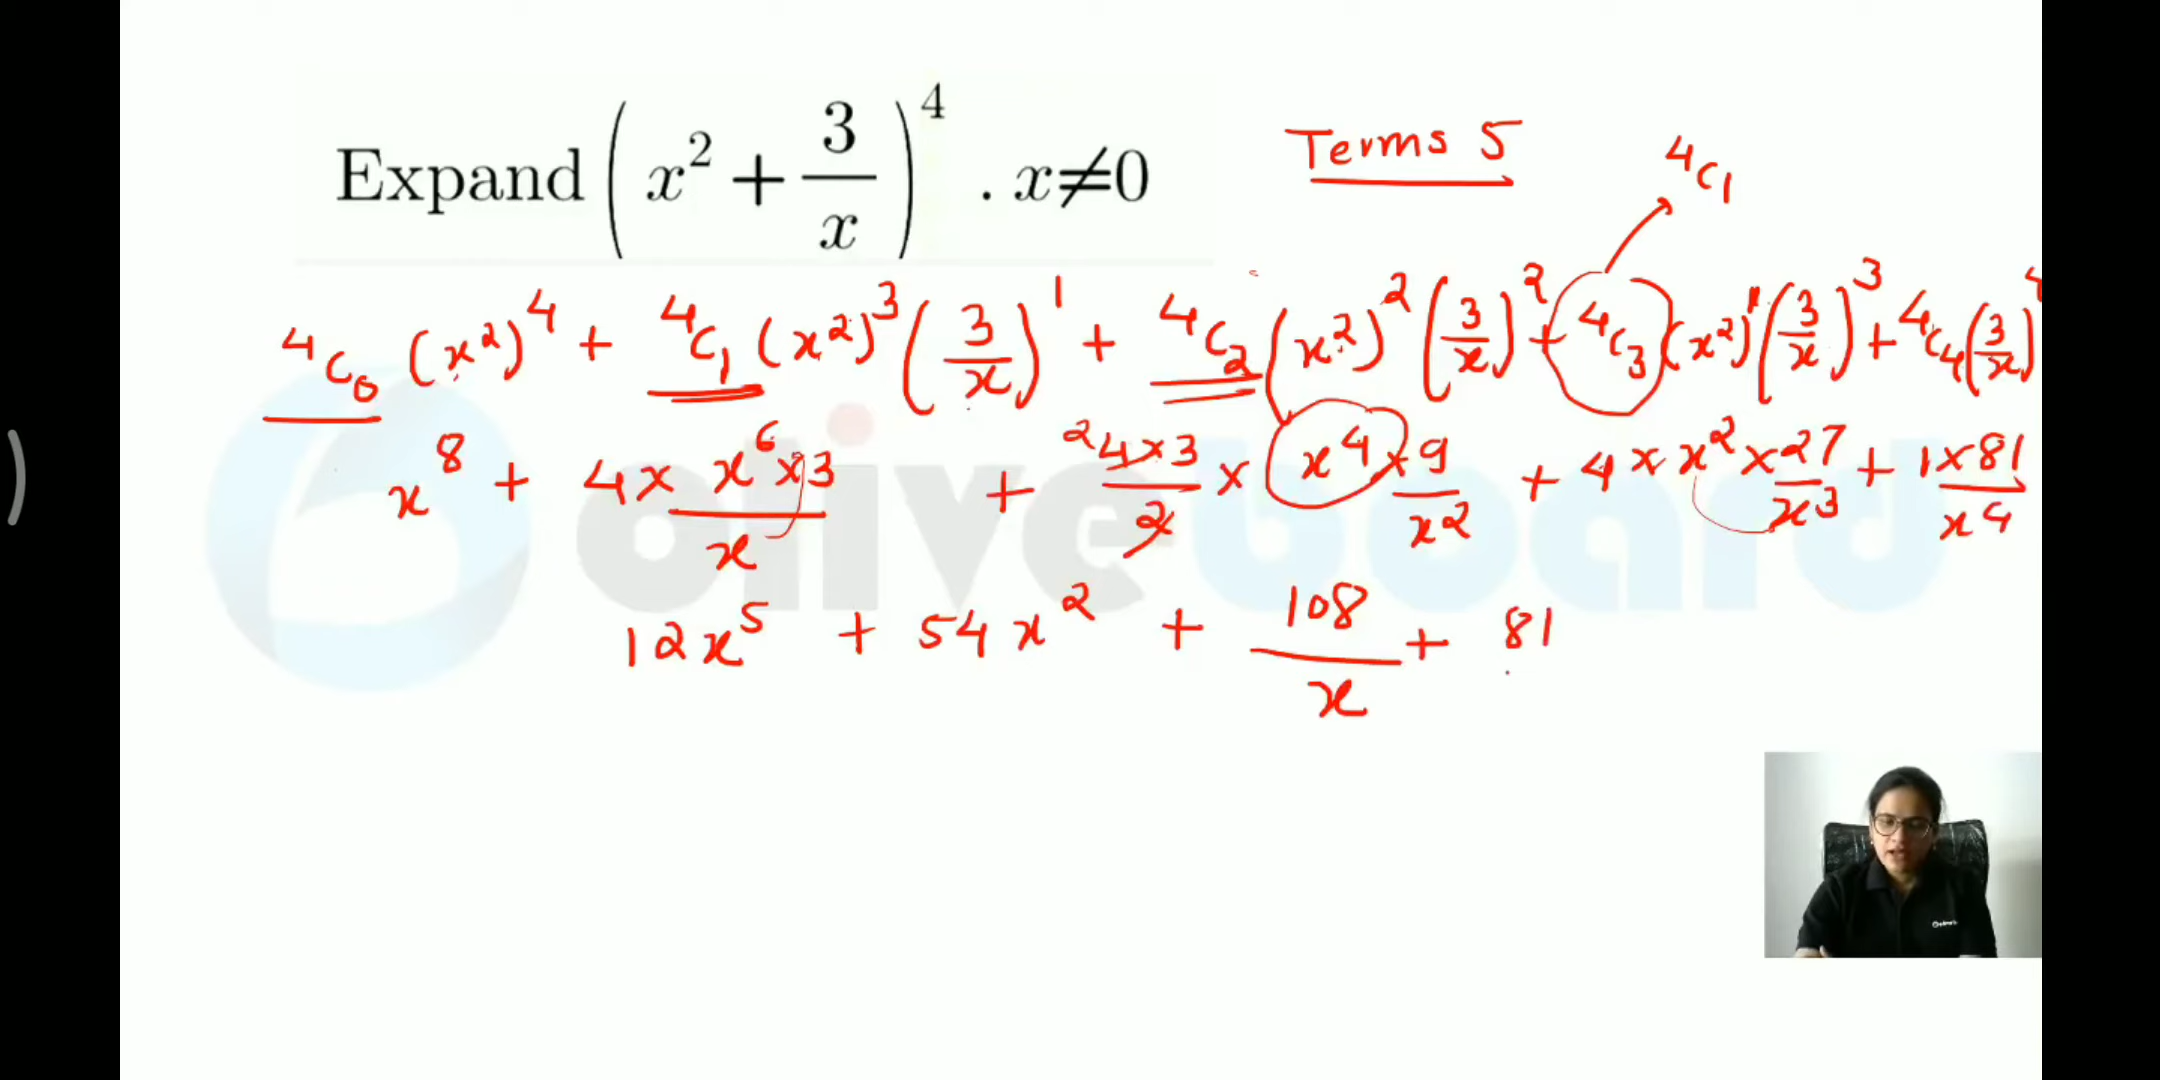 Expand (x² + 3/x)⁴ . x≠0
Terms 5
⁴C₁
⁴C₀ (x²)⁴ + ⁴C₁ (x²)³ (3/x)¹ + ⁴C₂ (x²)² (3/x)² + ⁴C₃ (x²)¹ (3/x)³ + ⁴C₄ (3/x)⁴
x⁸ + 4 × x⁶ × 3/x + 4 × 3/2 × x⁴ × 9/x² + 4 × x² × 27/x³ + 1 × 81/x⁴
2
12x⁵ + 54x² + 108/x + 81
oliveboard